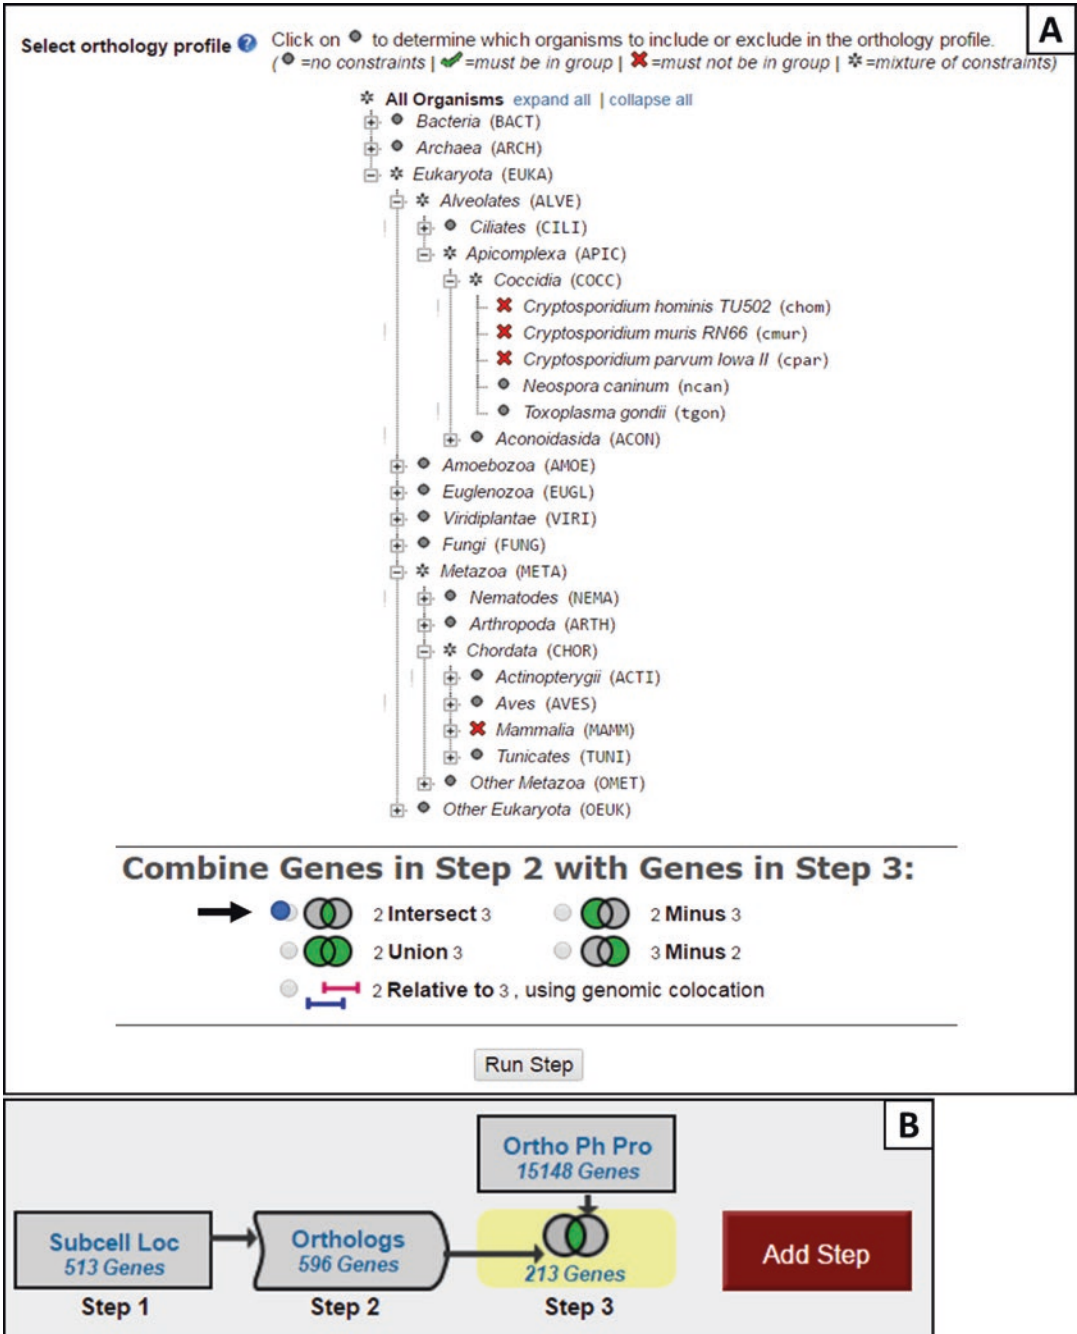 A
Select orthology profile ? Click on to determine which organisms to include or exclude in the orthology profile.
( =no constraints | =must be in group | =must not be in group | =mixture of constraints)
All Organisms expand all | collapse all
Bacteria (BACT)
Archaea (ARCH)
Eukaryota (EUKA)
Alveolates (ALVE)
Ciliates (CILI)
Apicomplexa (APIC)
Coccidia (COCC)
Cryptosporidium hominis TU502 (chom)
Cryptosporidium muris RN66 (cmur)
Cryptosporidium parvum Iowa II (cpar)
Neospora caninum (ncan)
Toxoplasma gondii (tgon)
Aconoidasida (ACON)
Amoebozoa (AMOE)
Euglenozoa (EUGL)
Viridiplantae (VIRI)
Fungi (FUNG)
Metazoa (META)
Nematodes (NEMA)
Arthropoda (ARTH)
Chordata (CHOR)
Actinopterygii (ACTI)
Aves (AVES)
Mammalia (MAMM)
Tunicates (TUNI)
Other Metazoa (OMET)
Other Eukaryota (OEUK)
Combine Genes in Step 2 with Genes in Step 3:
2 Intersect 3 2 Minus 3
2 Union 3 3 Minus 2
2 Relative to 3 , using genomic colocation
Run Step
B
Ortho Ph Pro
15148 Genes
Subcell Loc
513 Genes
Step 1
Orthologs
596 Genes
Step 2
213 Genes
Step 3
Add Step